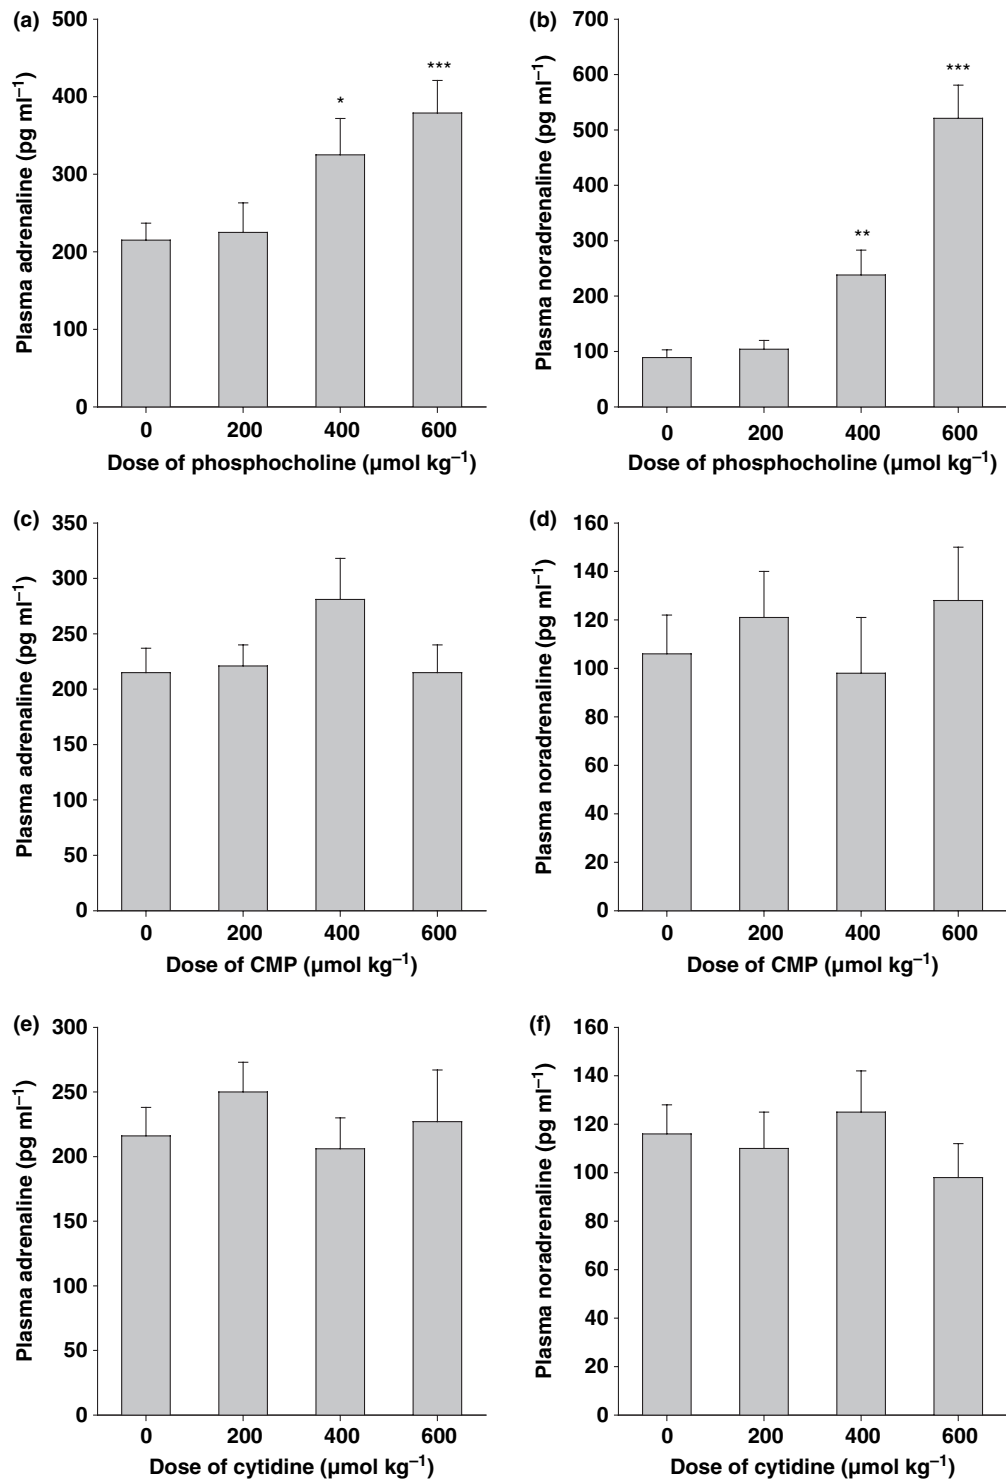 (a)
Plasma adrenaline (pg ml⁻¹)
500
400
300
200
100
0
*
***
0 200 400 600
Dose of phosphocholine (µmol kg⁻¹)
(b)
Plasma noradrenaline (pg ml⁻¹)
700
600
500
400
300
200
100
0
**
***
0 200 400 600
Dose of phosphocholine (µmol kg⁻¹)
(c)
Plasma adrenaline (pg ml⁻¹)
350
300
250
200
150
100
50
0
0 200 400 600
Dose of CMP (µmol kg⁻¹)
(d)
Plasma noradrenaline (pg ml⁻¹)
160
140
120
100
80
60
40
20
0
0 200 400 600
Dose of CMP (µmol kg⁻¹)
(e)
Plasma adrenaline (pg ml⁻¹)
300
250
200
150
100
50
0
0 200 400 600
Dose of cytidine (µmol kg⁻¹)
(f)
Plasma noradrenaline (pg ml⁻¹)
160
140
120
100
80
60
40
20
0
0 200 400 600
Dose of cytidine (µmol kg⁻¹)